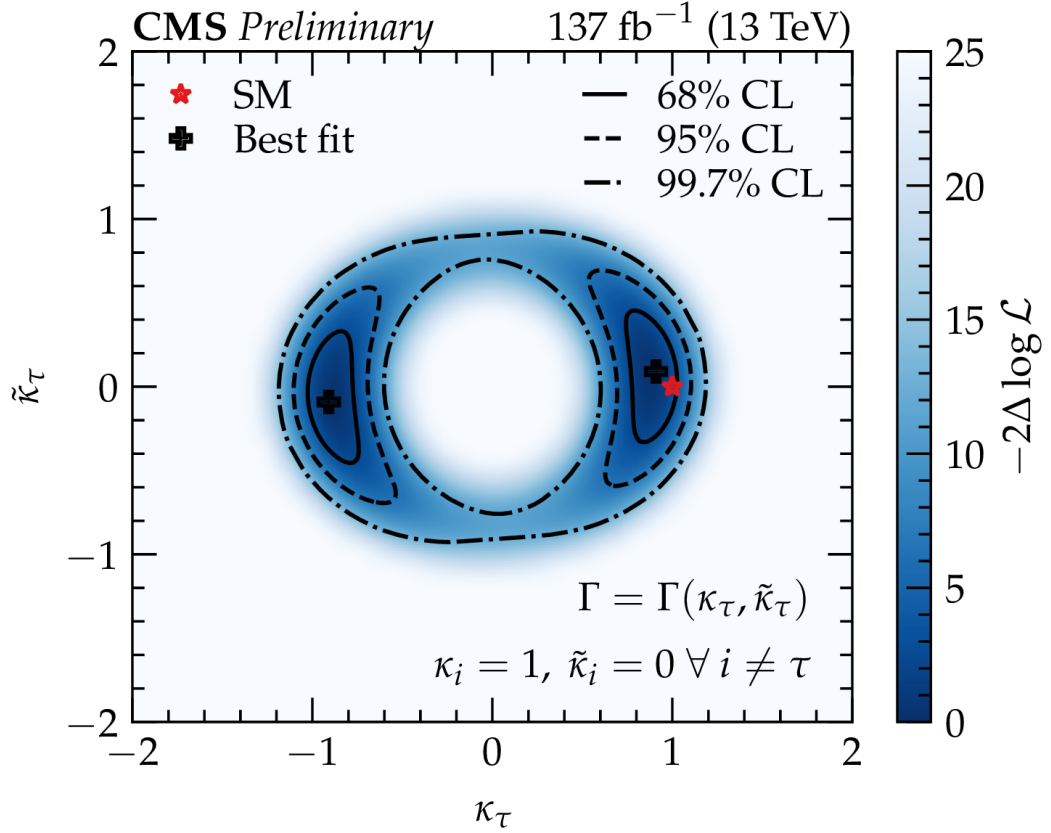 CMS Preliminary 137 fb⁻¹ (13 TeV)
SM
Best fit
68% CL
95% CL
99.7% CL
2
1
0
−1
−2
κ̃τ
Γ = Γ(κτ, κ̃τ)
κi = 1, κ̃i = 0 ∀ i ≠ τ
−2 −1 0 1 2
κτ
25
20
15
10
5
0
−2Δ log ℒ